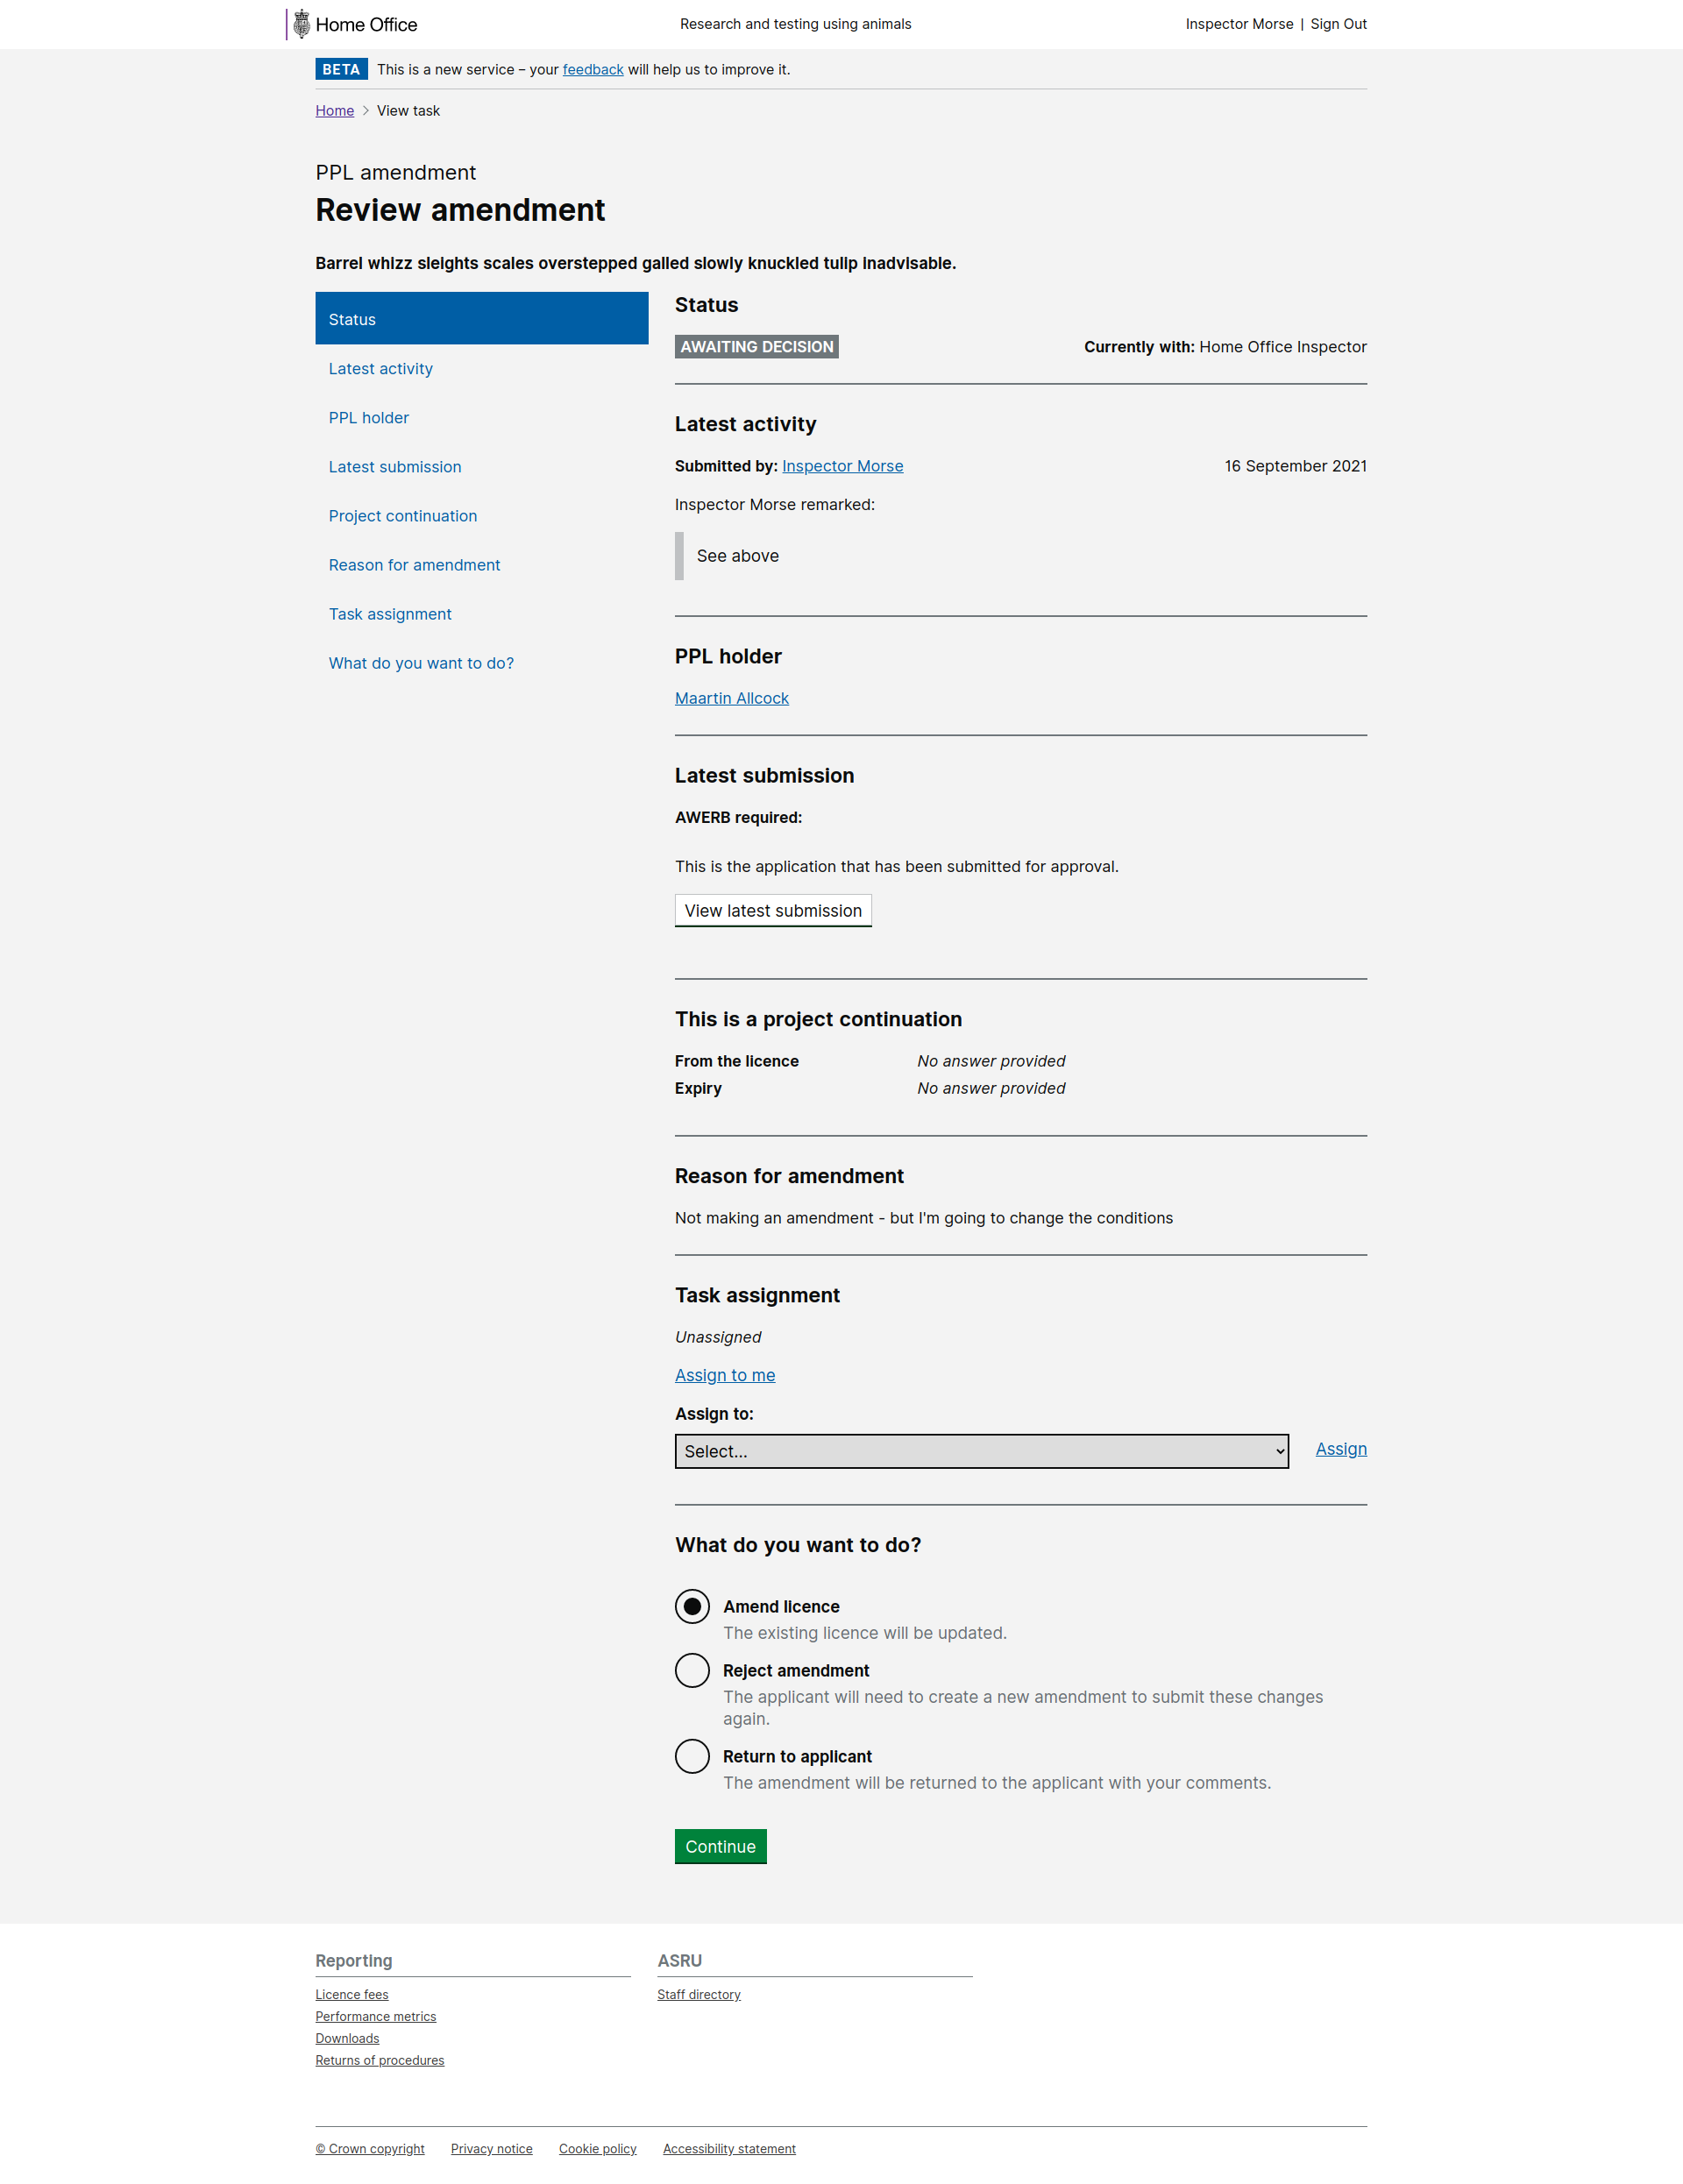 Home Office
Research and testing using animals
Inspector Morse | Sign Out
BETA This is a new service – your feedback will help us to improve it.
Home > View task
PPL amendment
Review amendment
Barrel whizz sleights scales overstepped galled slowly knuckled tulip inadvisable.
Status
Latest activity
PPL holder
Latest submission
Project continuation
Reason for amendment
Task assignment
What do you want to do?
Status
AWAITING DECISION
Currently with: Home Office Inspector
Latest activity
Submitted by: Inspector Morse
16 September 2021
Inspector Morse remarked:
See above
PPL holder
Maartin Allcock
Latest submission
AWERB required:
This is the application that has been submitted for approval.
View latest submission
This is a project continuation
From the licence No answer provided
Expiry No answer provided
Reason for amendment
Not making an amendment - but I'm going to change the conditions
Task assignment
Unassigned
Assign to me
Assign to:
Select...
Assign
What do you want to do?
Amend licence
The existing licence will be updated.
Reject amendment
The applicant will need to create a new amendment to submit these changes
again.
Return to applicant
The amendment will be returned to the applicant with your comments.
Continue
Reporting
Licence fees
Performance metrics
Downloads
Returns of procedures
ASRU
Staff directory
© Crown copyright
Privacy notice
Cookie policy
Accessibility statement